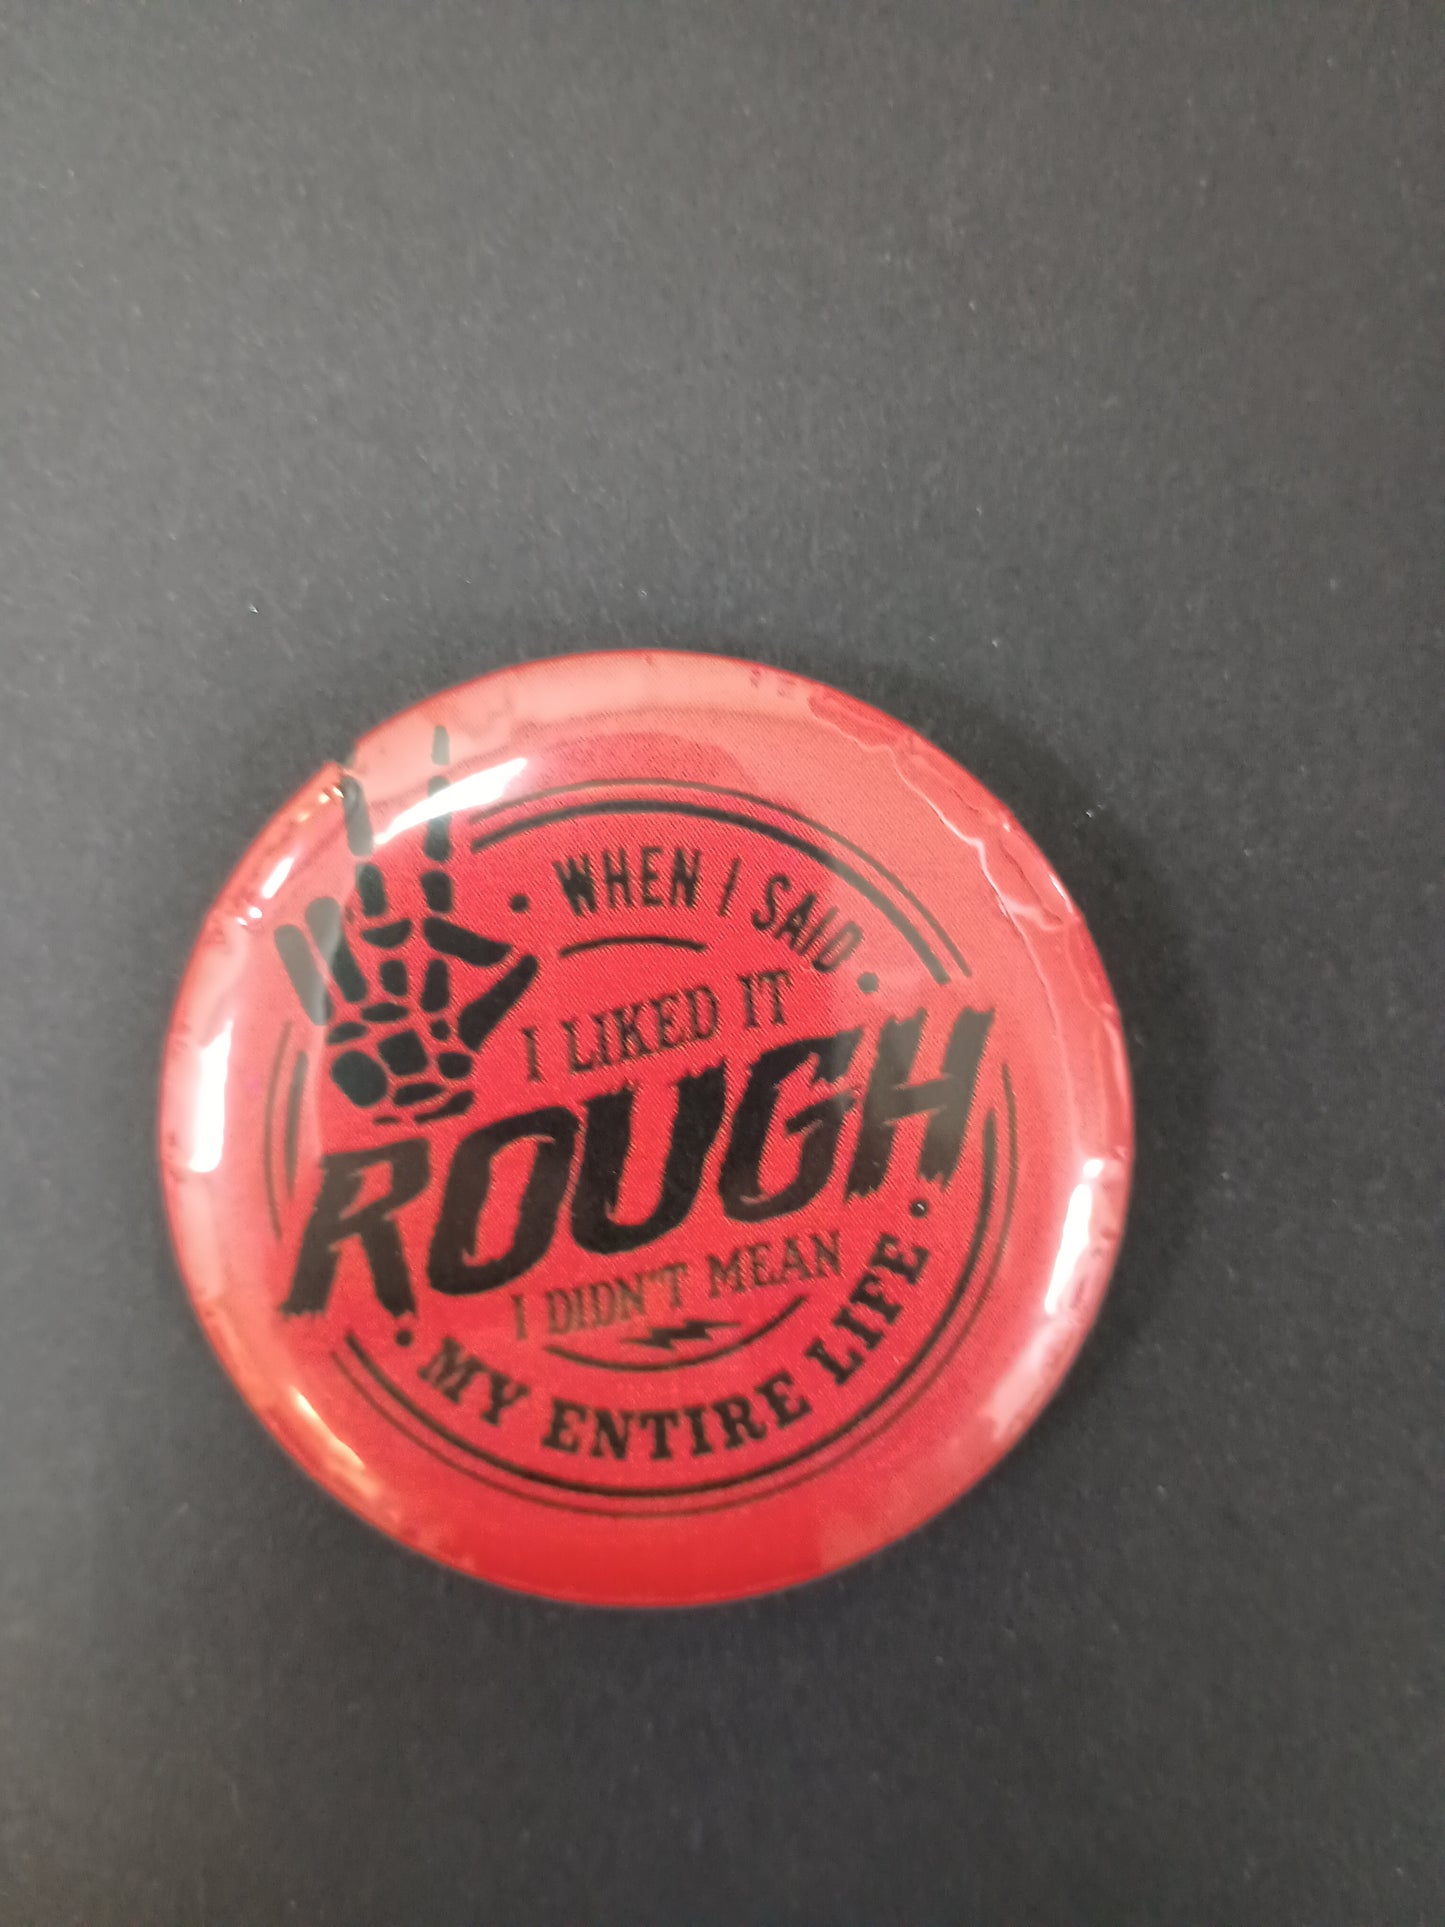 WHEN I SAID
I LIKED IT
ROUGH
I DIDN'T MEAN
MY ENTIRE LIFE